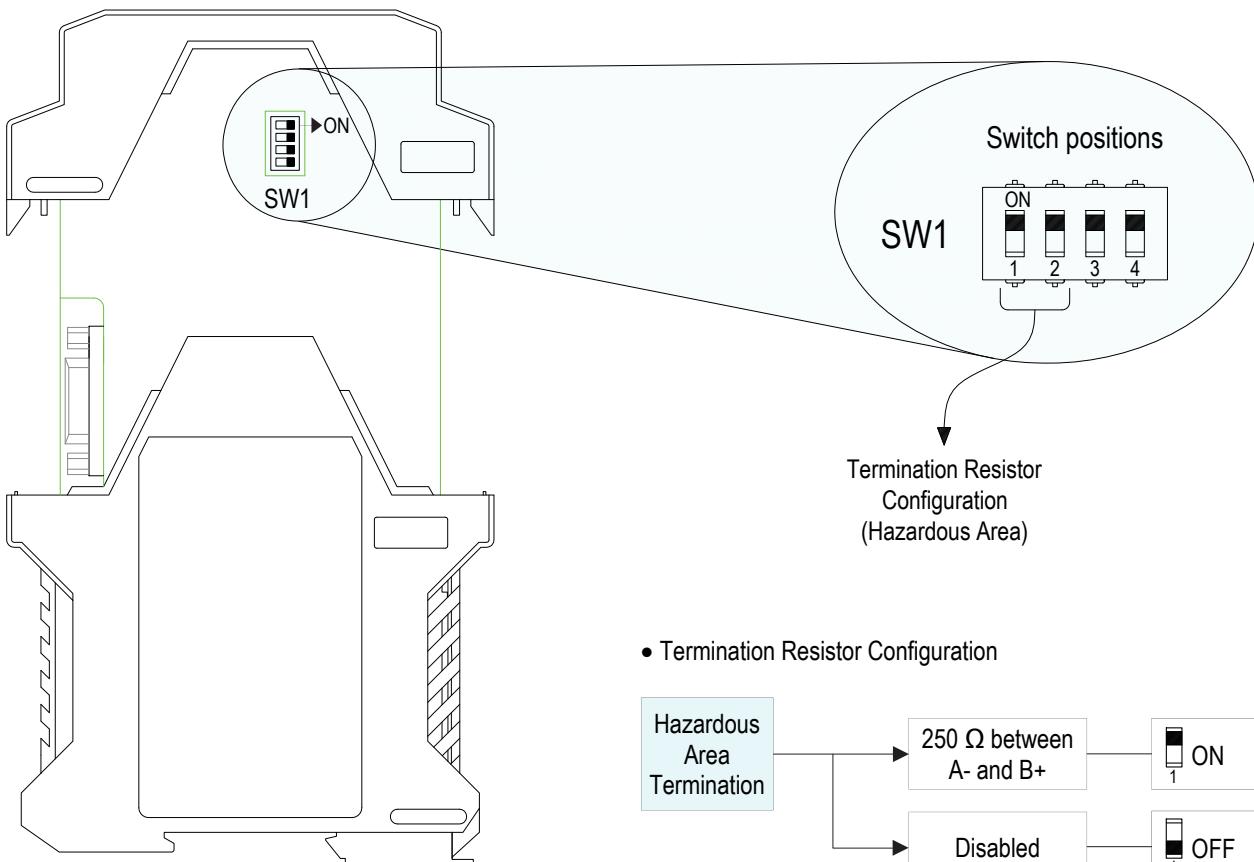 ON
SW1
Switch positions
SW1
ON
1 2 3 4
Termination Resistor
Configuration
(Hazardous Area)
• Termination Resistor Configuration
Hazardous
Area
Termination
250 Ω between
A- and B+
1
ON
Disabled
OFF